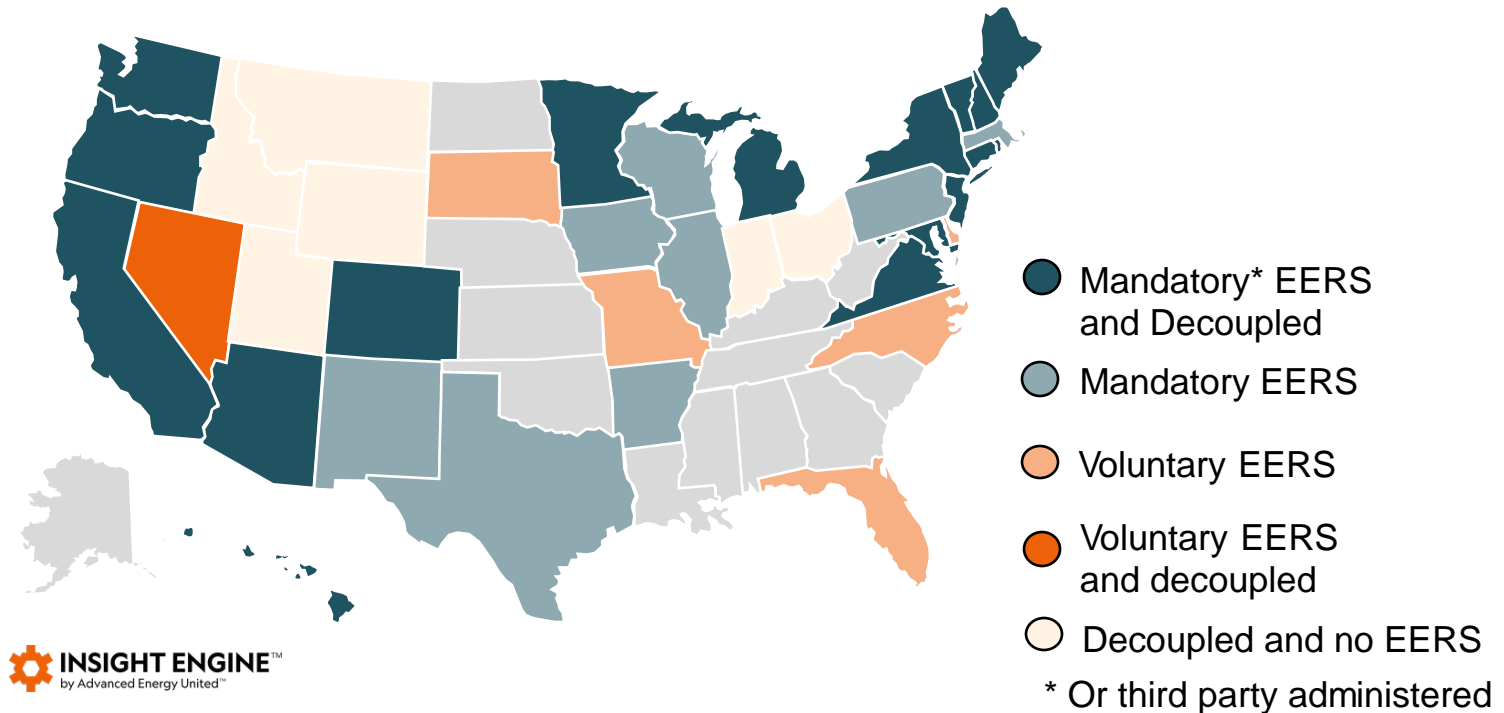 Mandatory* EERS
and Decoupled
Mandatory EERS
Voluntary EERS
Voluntary EERS
and decoupled
Decoupled and no EERS
* Or third party administered
INSIGHT ENGINE™
by Advanced Energy United™